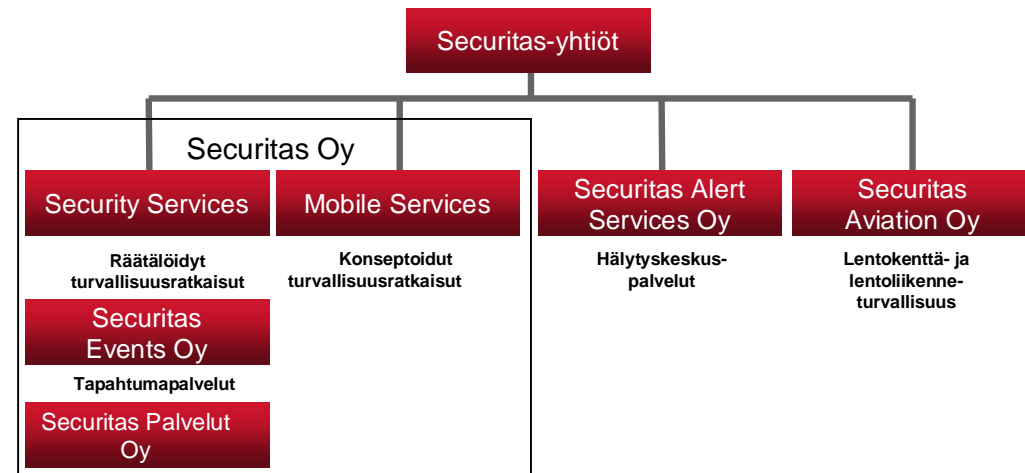 Securitas-yhtiöt
Securitas Oy
Security Services
Mobile Services
Securitas Alert
Services Oy
Securitas
Aviation Oy
Räätälöidyt
turvallisuusratkaisut
Konseptoidut
turvallisuusratkaisut
Hälytyskeskus-
palvelut
Lentokenttä- ja
lentoliikenne-
turvallisuus
Securitas
Events Oy
Tapahtumapalvelut
Securitas Palvelut
Oy